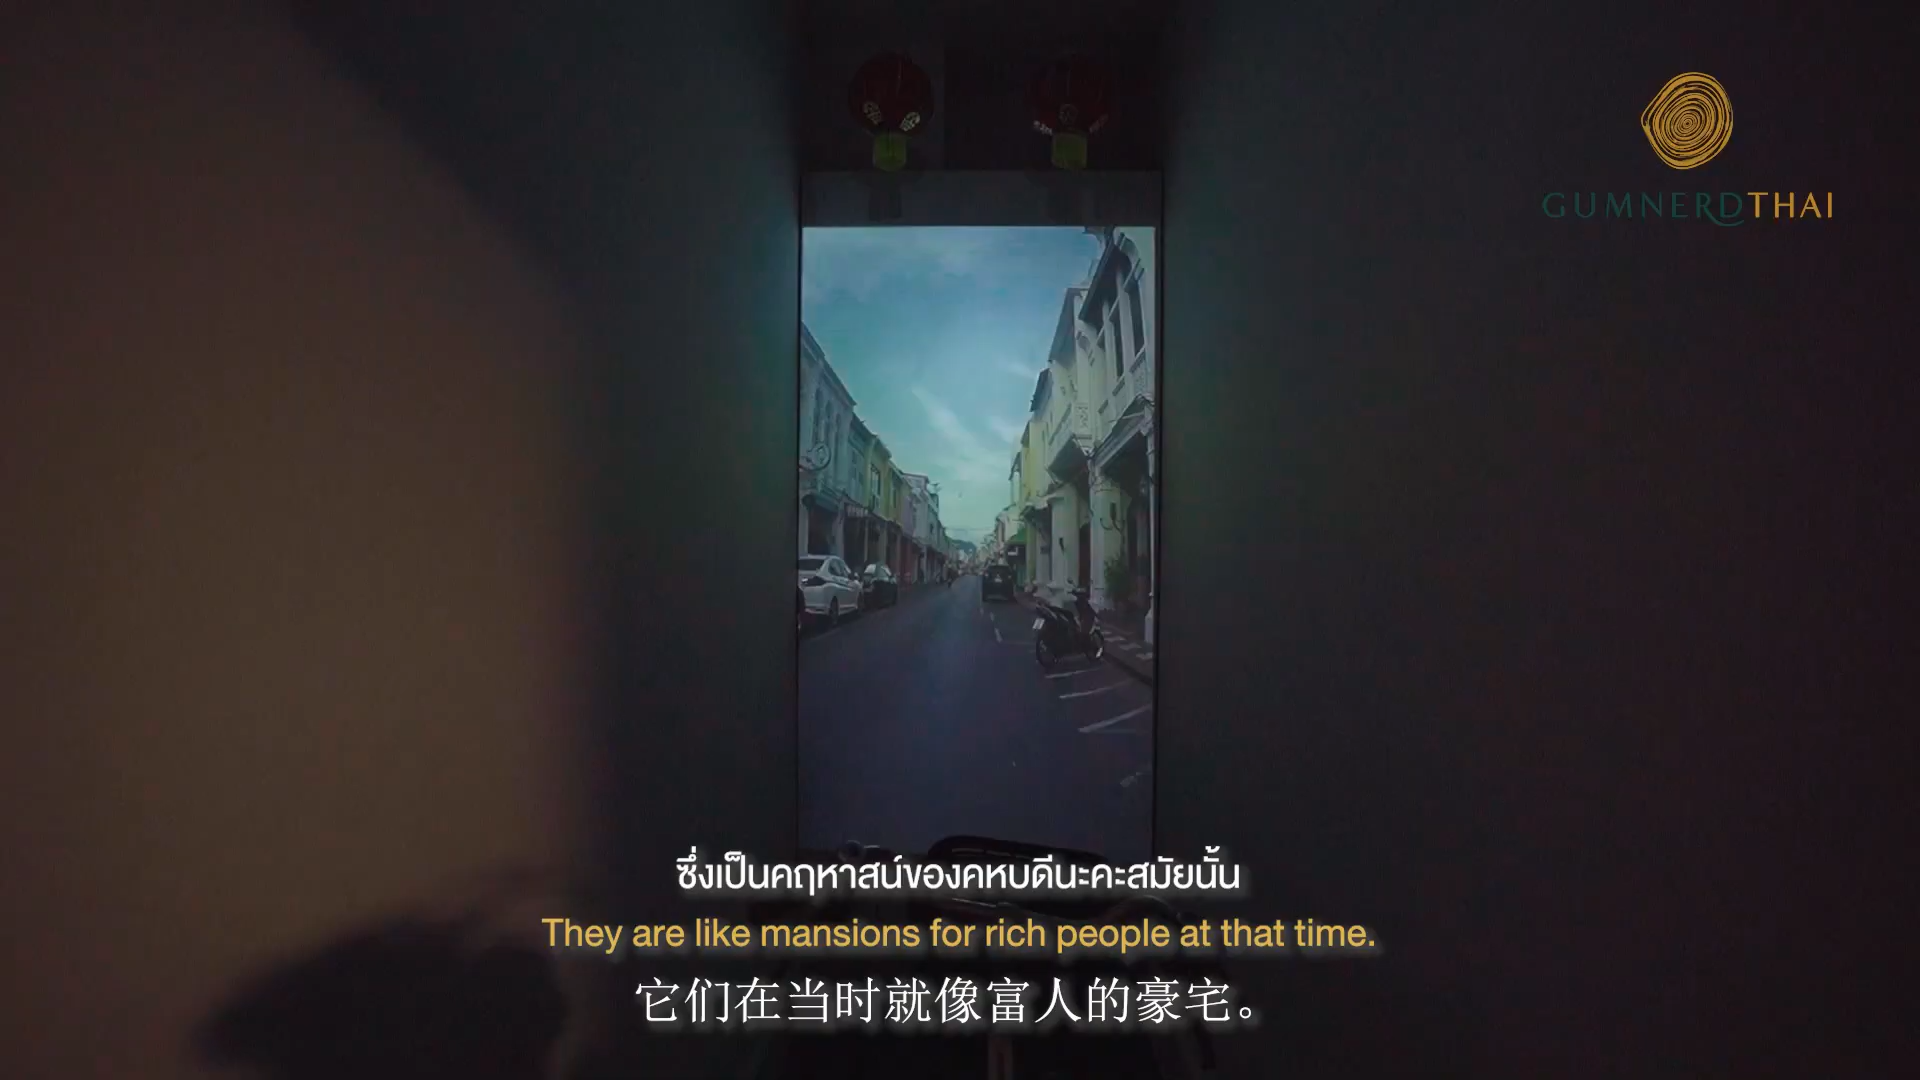 GUMNERDTHAI
ซึ่งเป็นคฤหาสน์ของคหบดีนะคะสมัยนั้น
They are like mansions for rich people at that time.
它们在当时就像富人的豪宅。